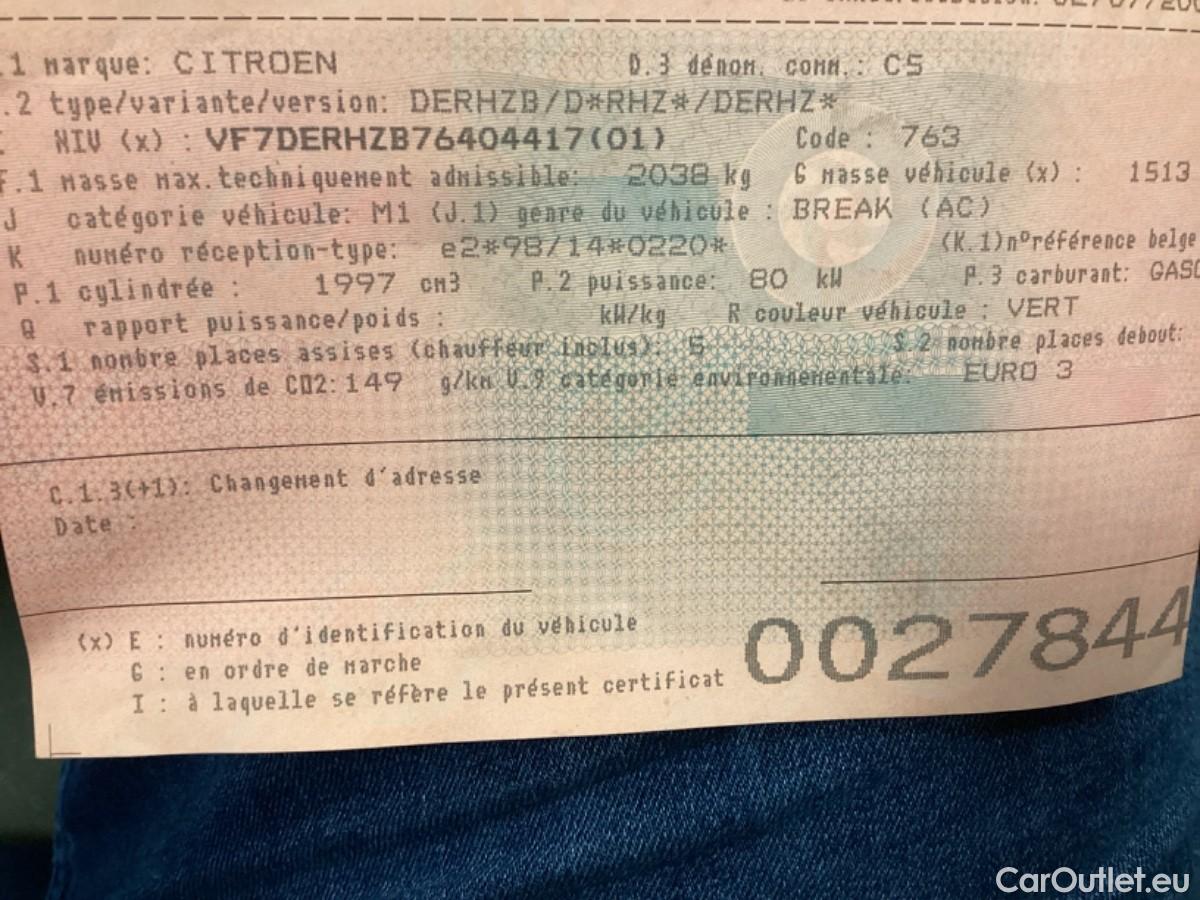 .1 marque: CITROEN D.3 dénom. comm.: C5
.2 type/variante/version: DERHZB/D*RHZ*/DERHZ*
NIV (x) : VF7DERHZB76404417(01) Code : 763
F.1 masse max.techniquement admissible: 2038 kg G masse véhicule (x) : 1513
J catégorie véhicule: M1 (J.1) genre du véhicule : BREAK (AC)
K numéro réception-type: e2*98/14*0220* (K.1)n°référence belge
P.1 cylindrée : 1997 cm3 P.2 puissance: 80 kW P.3 carburant: GASO
Q rapport puissance/poids : kW/kg R couleur véhicule : VERT
S.1 nombre places assises (chauffeur inclus): 5 S.2 nombre places debout:
V.7 émissions de CO2: 149 g/km V.9 catégorie environnementale: EURO 3
C.1.3(+1): Changement d'adresse
Date :
(x) E : numéro d'identification du véhicule
G : en ordre de marche
I : à laquelle se réfère le présent certificat
0027844
CarOutlet.eu